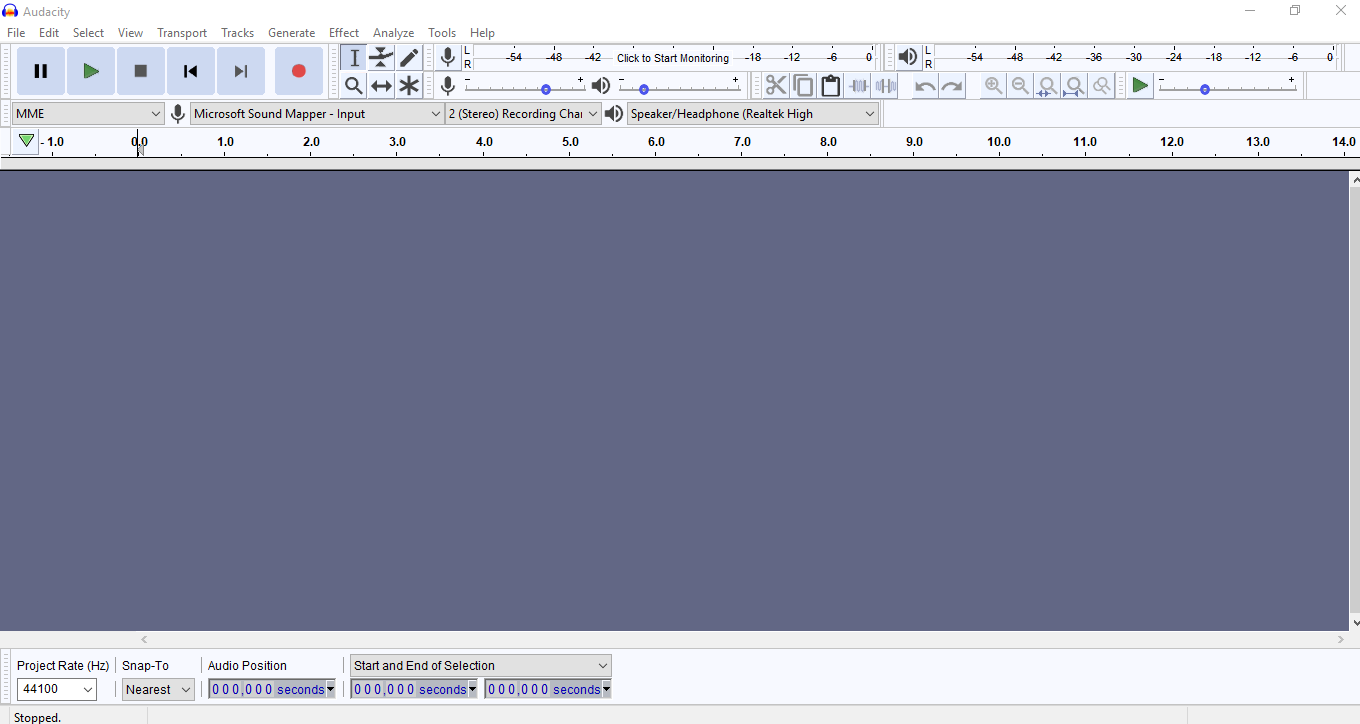 Audacity
File Edit Select View Transport Tracks Generate Effect Analyze Tools Help
L -54 -48 -42 Click to Start Monitoring -18 -12 -6 0 L -54 -48 -42 -36 -30 -24 -18 -12 -6 0
R R
- + - + - +
MME Microsoft Sound Mapper - Input 2 (Stereo) Recording Chai Speaker/Headphone (Realtek High
- 1.0 0.0 1.0 2.0 3.0 4.0 5.0 6.0 7.0 8.0 9.0 10.0 11.0 12.0 13.0 14.0
Project Rate (Hz) Snap-To Audio Position Start and End of Selection
44100 Nearest 0 0 0,0 0 0 seconds 0 0 0,0 0 0 seconds 0 0 0,0 0 0 seconds
Stopped.